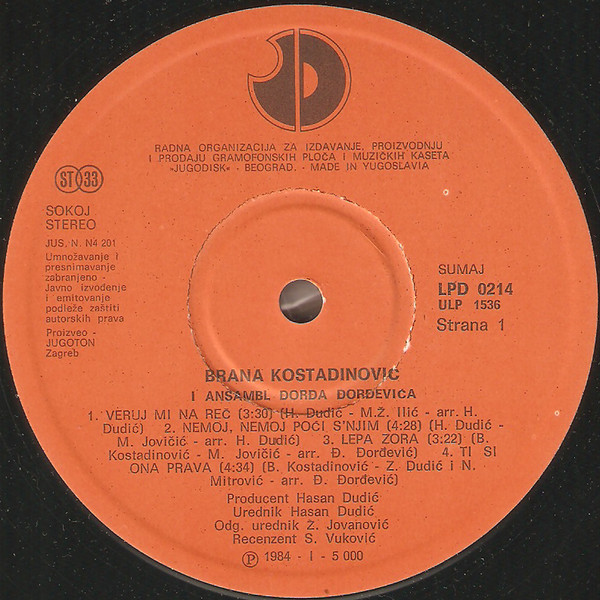 RADNA ORGANIZACIJA ZA IZDAVANJE, PROIZVODNJU
I PRODAJU GRAMOFONSKIH PLOČA I MUZIČKIH KASETA
»JUGODISK« - BEOGRAD. - MADE IN YUGOSLAVIA
ST 33
SOKOJ
STEREO
JUS. N. N4 201
Umnožavanje i
presnimavanje
zabranjeno -
Javno izvođenje
i emitovanje
podleže zaštiti
autorskih prava
Proizveo -
JUGOTON
Zagreb
SUMAJ
LPD 0214
ULP 1536
Strana 1
BRANA KOSTADINOVIĆ
I ANSAMBL ĐORĐA ĐORĐEVIĆA
1. VERUJ MI NA REČ (3:30) (H. Dudić - M.Ž. Ilić - arr. H.
Dudić) 2. NEMOJ, NEMOJ POĆI S'NJIM (4:28) (H. Dudić -
M. Jovičić - arr. H. Dudić) 3. LEPA ZORA (3:22) (B.
Kostadinović - M. Jovičić - arr. Đ. Đorđević) 4. TI SI
ONA PRAVA (4:34) (B. Kostadinović - Z. Dudić i N.
Mitrović - arr. Đ. Đorđević)
Producent Hasan Dudić
Urednik Hasan Dudić
Odg. urednik Ž. Jovanović
Recenzent S. Vuković
Ⓟ 1984 - I - 5 000